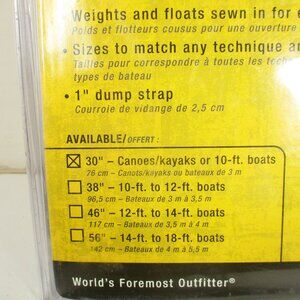 • Weights and floats sewn in for
Poids et flotteurs cousus pour une ouverture
• Sizes to match any technique
Tailles pour correspondre à toutes les
types de bateau
• 1" dump strap
Courroie de vidange de 2,5 cm
AVAILABLE/OFFERT :
☒ 30" – Canoes/kayaks or 10-ft. boats
76 cm – Canots/kayaks ou bateaux de 3 m
☐ 38" – 10-ft. to 12-ft. boats
96,5 cm – Bateaux de 3 m à 3,5 m
☐ 46" – 12-ft. to 14-ft. boats
117 cm – Bateaux de 3,5 m à 4 m
☐ 56" – 14-ft. to 18-ft. boats
142 cm – Bateaux de 4 m à 5,5 m
World's Foremost Outfitter®